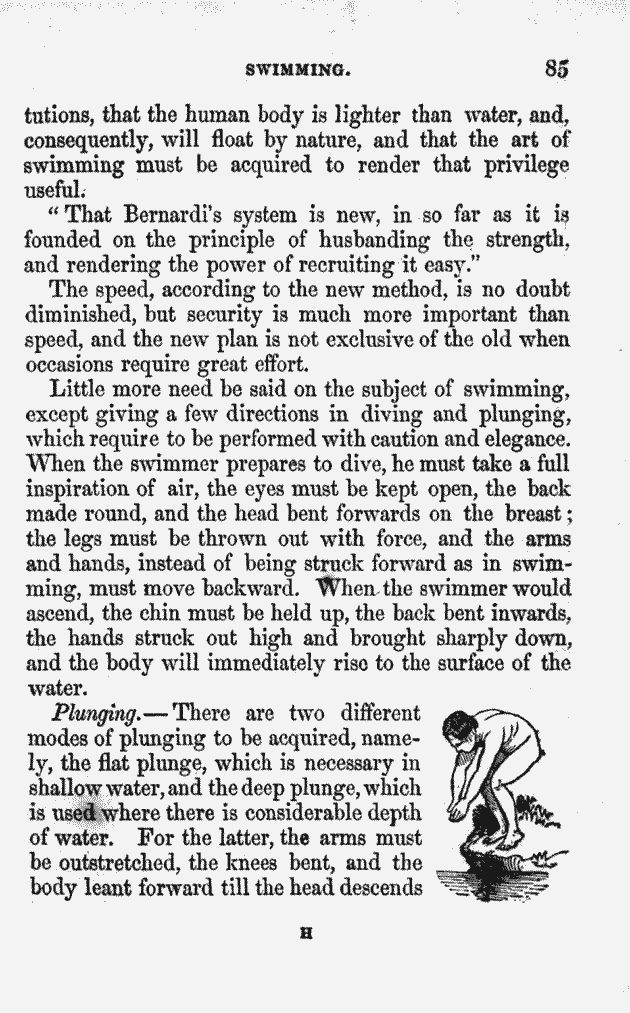 SWIMMING. 85
tutions, that the human body is lighter than water, and,
consequently, will float by nature, and that the art of
swimming must be acquired to render that privilege
useful.
“ That Bernardi’s system is new, in so far as it is
founded on the principle of husbanding the strength,
and rendering the power of recruiting it easy.”
The speed, according to the new method, is no doubt
diminished, but security is much more important than
speed, and the new plan is not exclusive of the old when
occasions require great effort.
Little more need be said on the subject of swimming,
except giving a few directions in diving and plunging,
which require to be performed with caution and elegance.
When the swimmer prepares to dive, he must take a full
inspiration of air, the eyes must be kept open, the back
made round, and the head bent forwards on the breast ;
the legs must be thrown out with force, and the arms
and hands, instead of being struck forward as in swim-
ming, must move backward. When the swimmer would
ascend, the chin must be held up, the back bent inwards,
the hands struck out high and brought sharply down,
and the body will immediately rise to the surface of the
water.
Plunging.— There are two different
modes of plunging to be acquired, name-
ly, the flat plunge, which is necessary in
shallow water, and the deep plunge, which
is used where there is considerable depth
of water. For the latter, the arms must
be outstretched, the knees bent, and the
body leant forward till the head descends
H